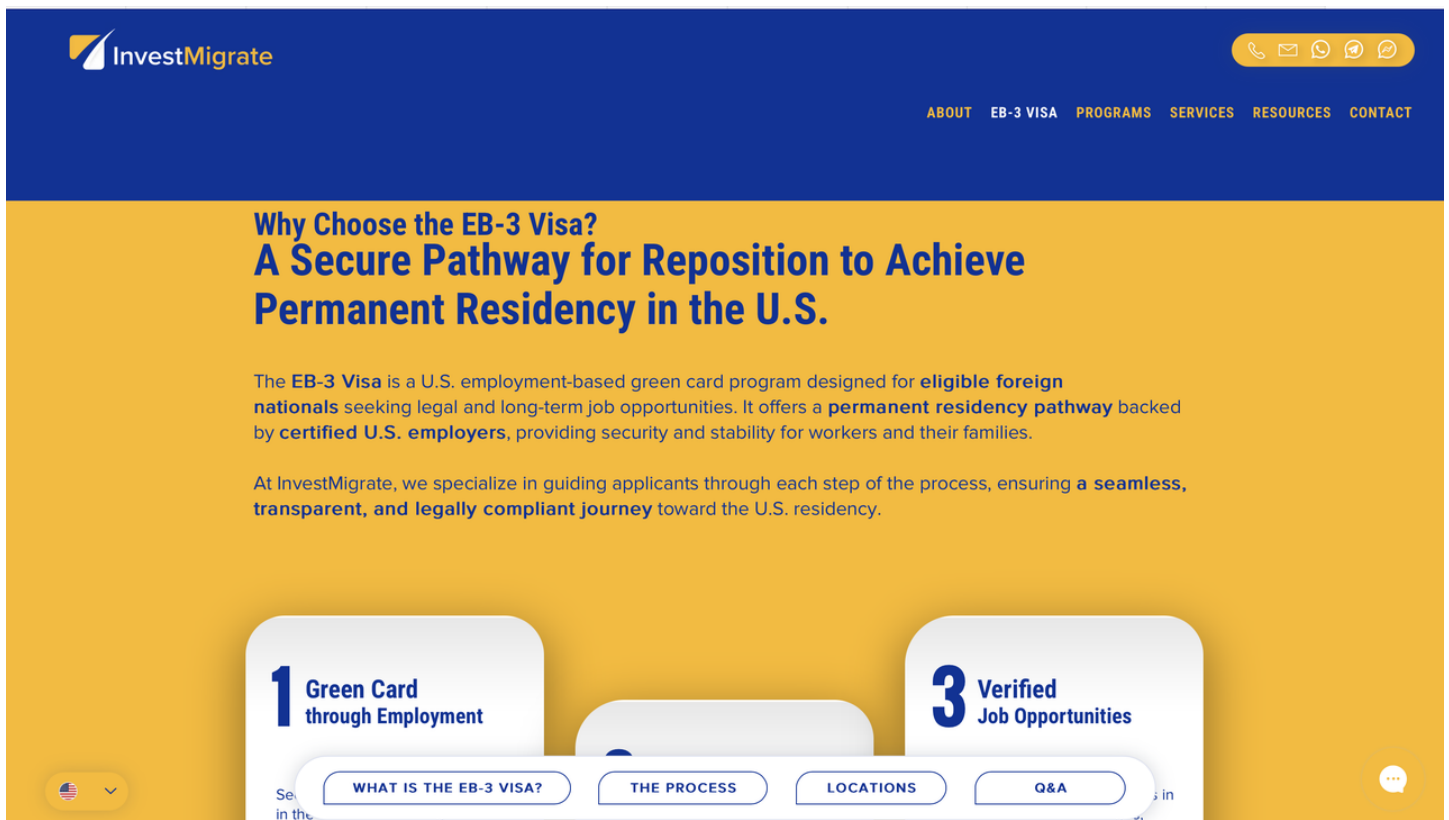 InvestMigrate
ABOUT EB-3 VISA PROGRAMS SERVICES RESOURCES CONTACT
Why Choose the EB-3 Visa?
A Secure Pathway for Reposition to Achieve
Permanent Residency in the U.S.
The EB-3 Visa is a U.S. employment-based green card program designed for eligible foreign
nationals seeking legal and long-term job opportunities. It offers a permanent residency pathway backed
by certified U.S. employers, providing security and stability for workers and their families.
At InvestMigrate, we specialize in guiding applicants through each step of the process, ensuring a seamless,
transparent, and legally compliant journey toward the U.S. residency.
1 Green Card
through Employment
3 Verified
Job Opportunities
WHAT IS THE EB-3 VISA? THE PROCESS LOCATIONS Q&A
in
in the